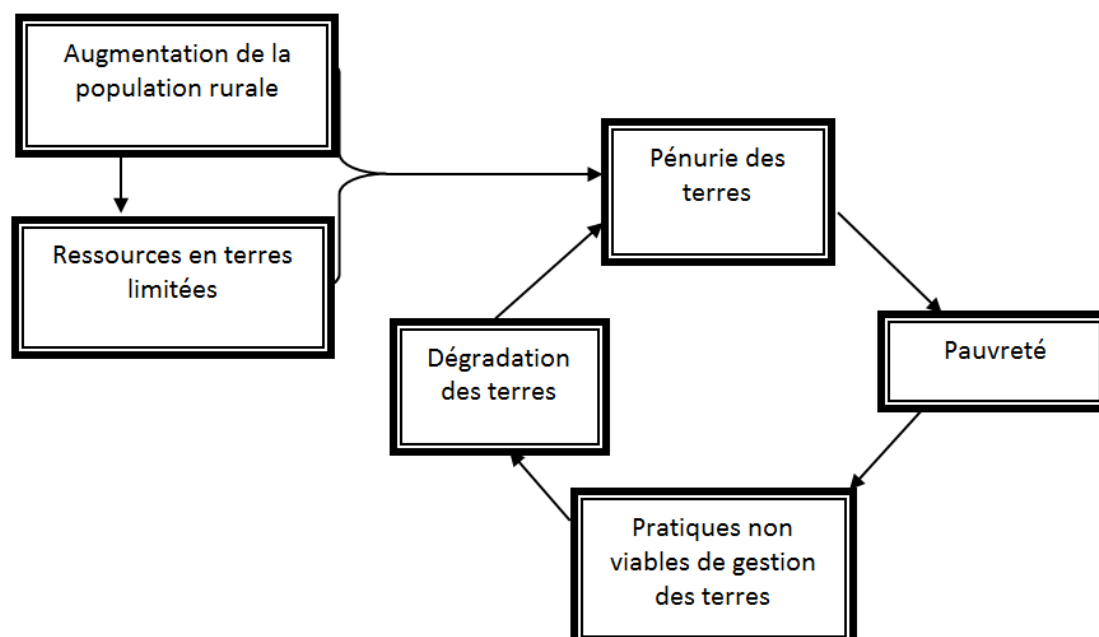 Augmentation de la
population rurale
Ressources en terres
limitées
Pénurie des
terres
Pauvreté
Pratiques non
viables de gestion
des terres
Dégradation
des terres